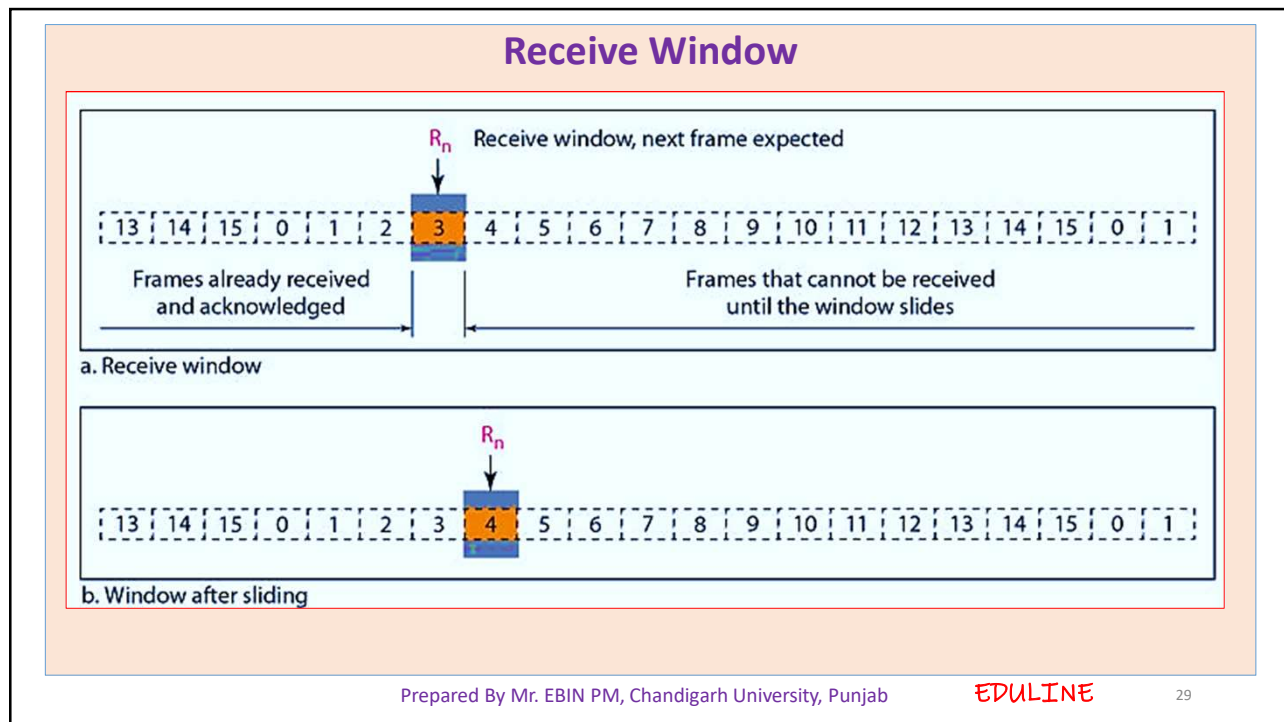 Receive Window
Rn Receive window, next frame expected
13 14 15 0 1 2 3 4 5 6 7 8 9 10 11 12 13 14 15 0 1
Frames already received
and acknowledged
Frames that cannot be received
until the window slides
a. Receive window
Rn
13 14 15 0 1 2 3 4 5 6 7 8 9 10 11 12 13 14 15 0 1
b. Window after sliding
Prepared By Mr. EBIN PM, Chandigarh University, Punjab EDULINE 29